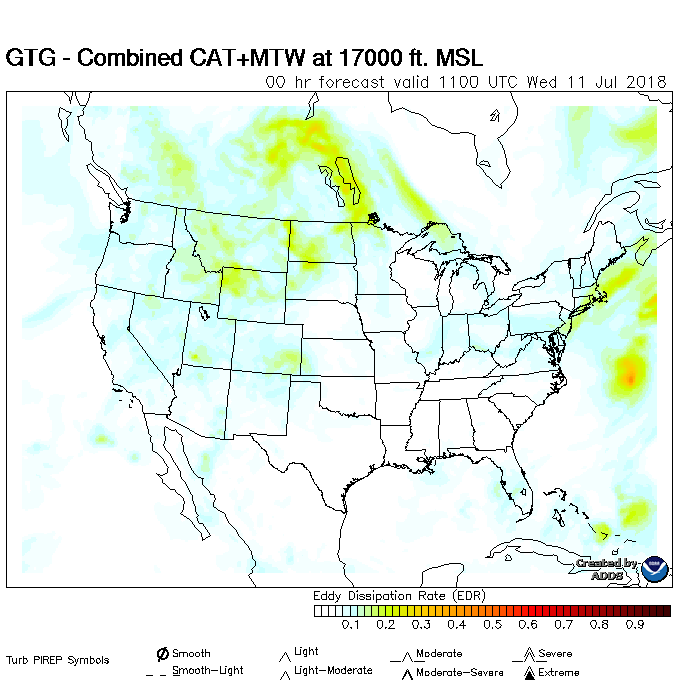 GTG - Combined CAT+MTW at 17000 ft. MSL
00 hr forecast valid 1100 UTC Wed 11 Jul 2018
Created by
ADDS
Eddy Dissipation Rate (EDR)
0.1 0.2 0.3 0.4 0.5 0.6 0.7 0.8 0.9
Turb PIREP Symbols
Smooth Light Moderate Severe
Smooth-Light Light-Moderate Moderate-Severe Extreme